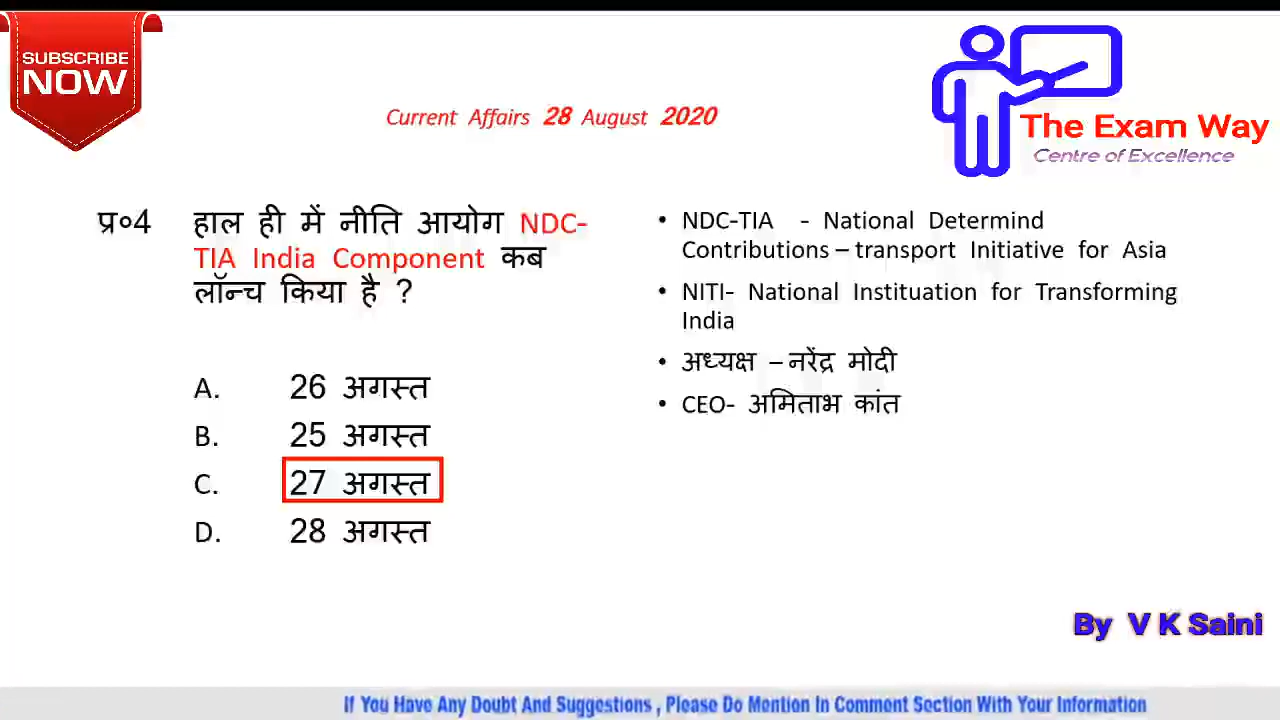 SUBSCRIBE
NOW
Current Affairs 28 August 2020
The Exam Way
Centre of Excellence
प्र०4 हाल ही में नीति आयोग NDC-
TIA India Component कब
लॉन्च किया है ?
A. 26 अगस्त
B. 25 अगस्त
C. 27 अगस्त
D. 28 अगस्त
• NDC-TIA - National Determind
Contributions – transport Initiative for Asia
• NITI- National Instituation for Transforming
India
• अध्यक्ष – नरेंद्र मोदी
• CEO- अमिताभ कांत
By V K Saini
If You Have Any Doubt And Suggestions , Please Do Mention In Comment Section With Your Information